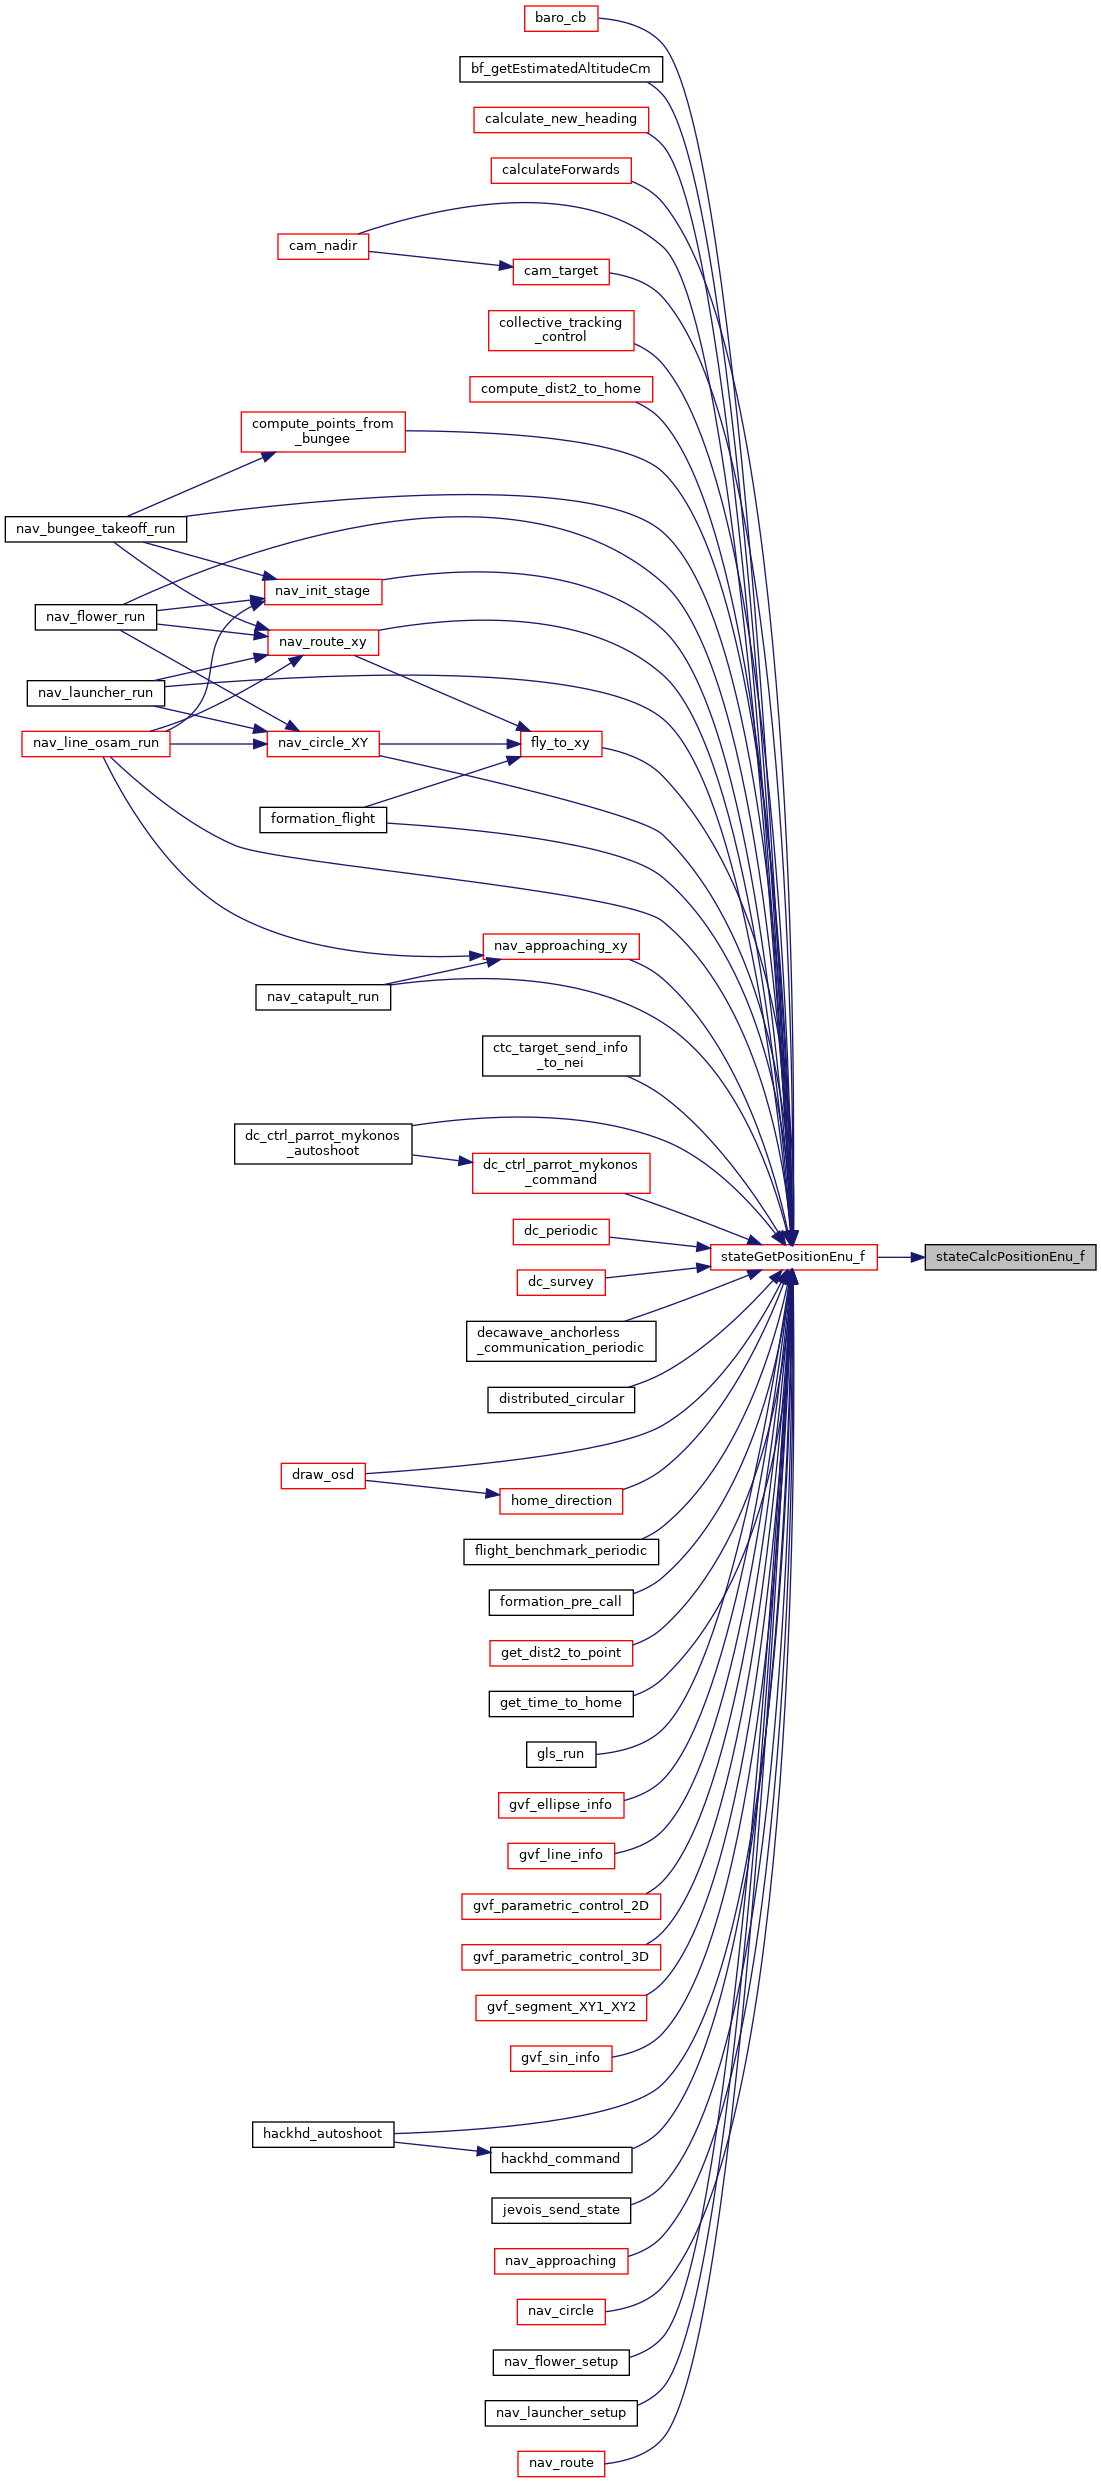 baro_cb
bf_getEstimatedAltitudeCm
calculate_new_heading
calculateForwards
cam_nadir
cam_target
collective_tracking
_control
compute_dist2_to_home
compute_points_from
_bungee
nav_bungee_takeoff_run
nav_init_stage
nav_flower_run
nav_route_xy
nav_launcher_run
nav_line_osam_run
nav_circle_XY
fly_to_xy
formation_flight
nav_approaching_xy
nav_catapult_run
ctc_target_send_info
_to_nei
dc_ctrl_parrot_mykonos
_autoshoot
dc_ctrl_parrot_mykonos
_command
dc_periodic
stateGetPositionEnu_f
stateCalcPositionEnu_f
dc_survey
decawave_anchorless
_communication_periodic
distributed_circular
draw_osd
home_direction
flight_benchmark_periodic
formation_pre_call
get_dist2_to_point
get_time_to_home
gls_run
gvf_ellipse_info
gvf_line_info
gvf_parametric_control_2D
gvf_parametric_control_3D
gvf_segment_XY1_XY2
gvf_sin_info
hackhd_autoshoot
hackhd_command
jevois_send_state
nav_approaching
nav_circle
nav_flower_setup
nav_launcher_setup
nav_route